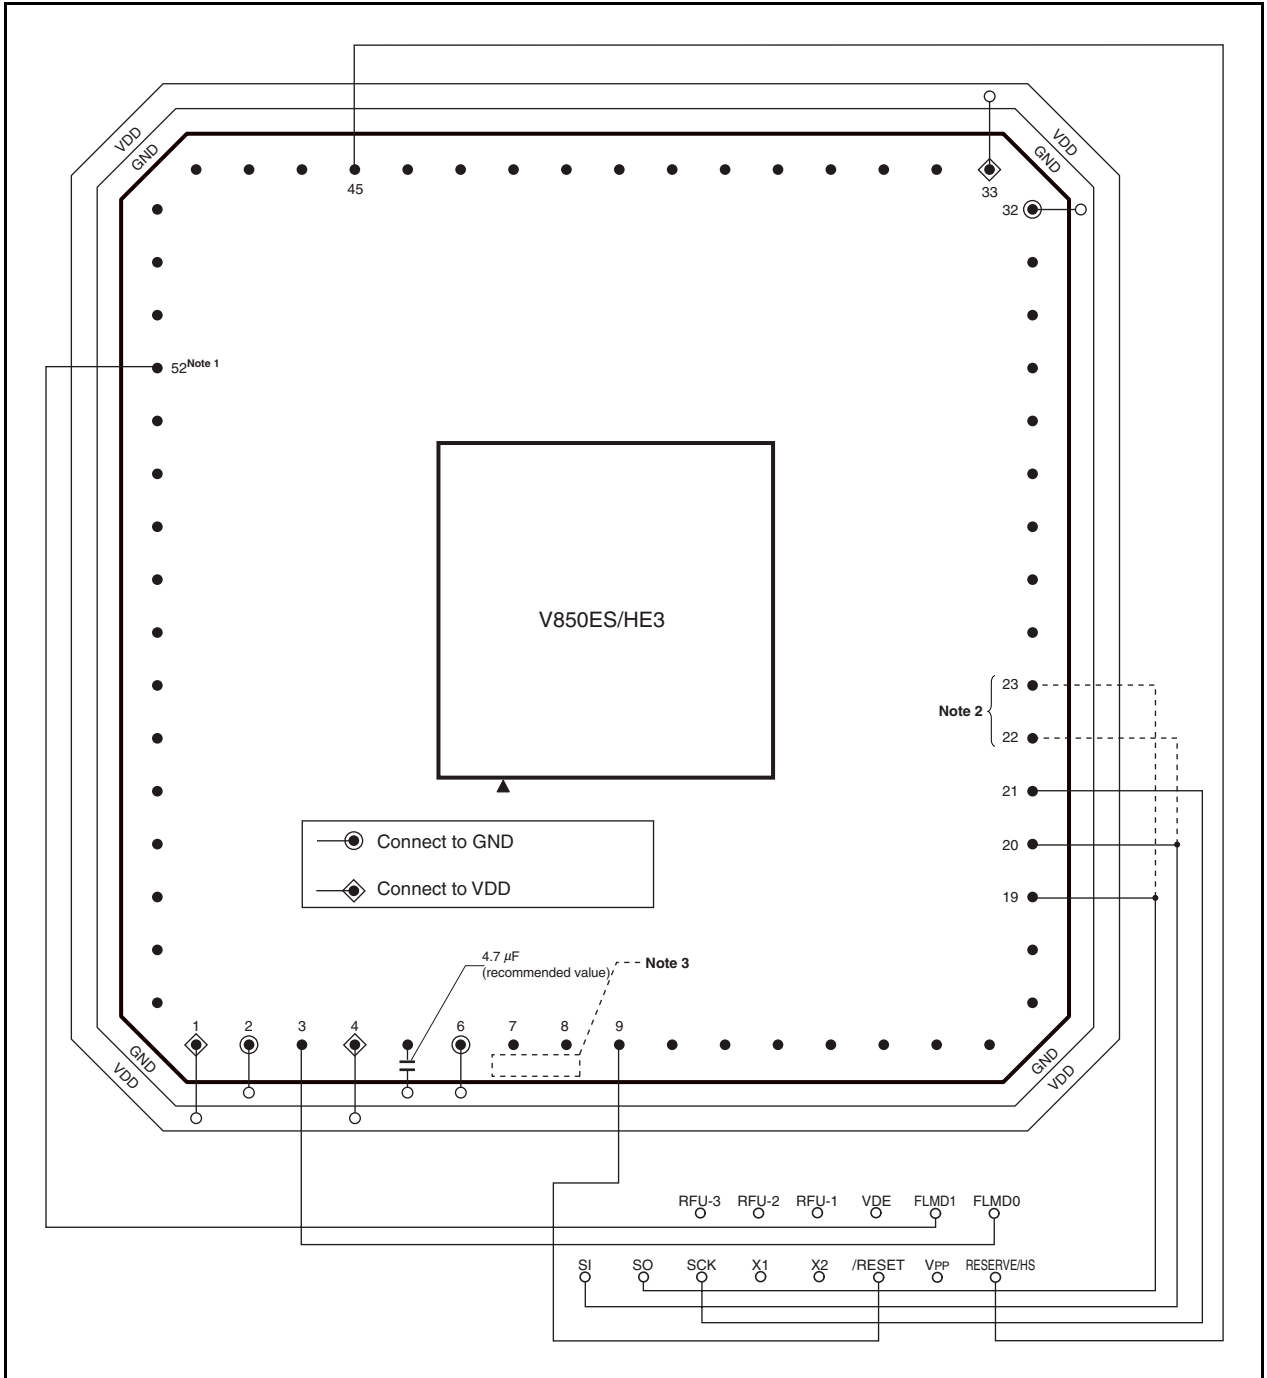 VDD
GND
VDD
GND
45
33
32
52Note 1
V850ES/HE3
23
Note 2
22
21
20
19
Connect to GND
Connect to VDD
4.7 μF
(recommended value)
Note 3
1 2 3 4 6 7 8 9
GND
VDD
GND
VDD
RFU-3 RFU-2 RFU-1 VDE FLMD1 FLMD0
SI SO SCK X1 X2 /RESET VPP RESERVE/HS